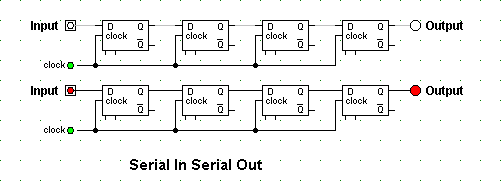 Input D Q D Q D Q D Q Output
clock clock clock clock
Q Q Q Q
clock
Input D Q D Q D Q D Q Output
clock clock clock clock
Q Q Q Q
clock
Serial In Serial Out